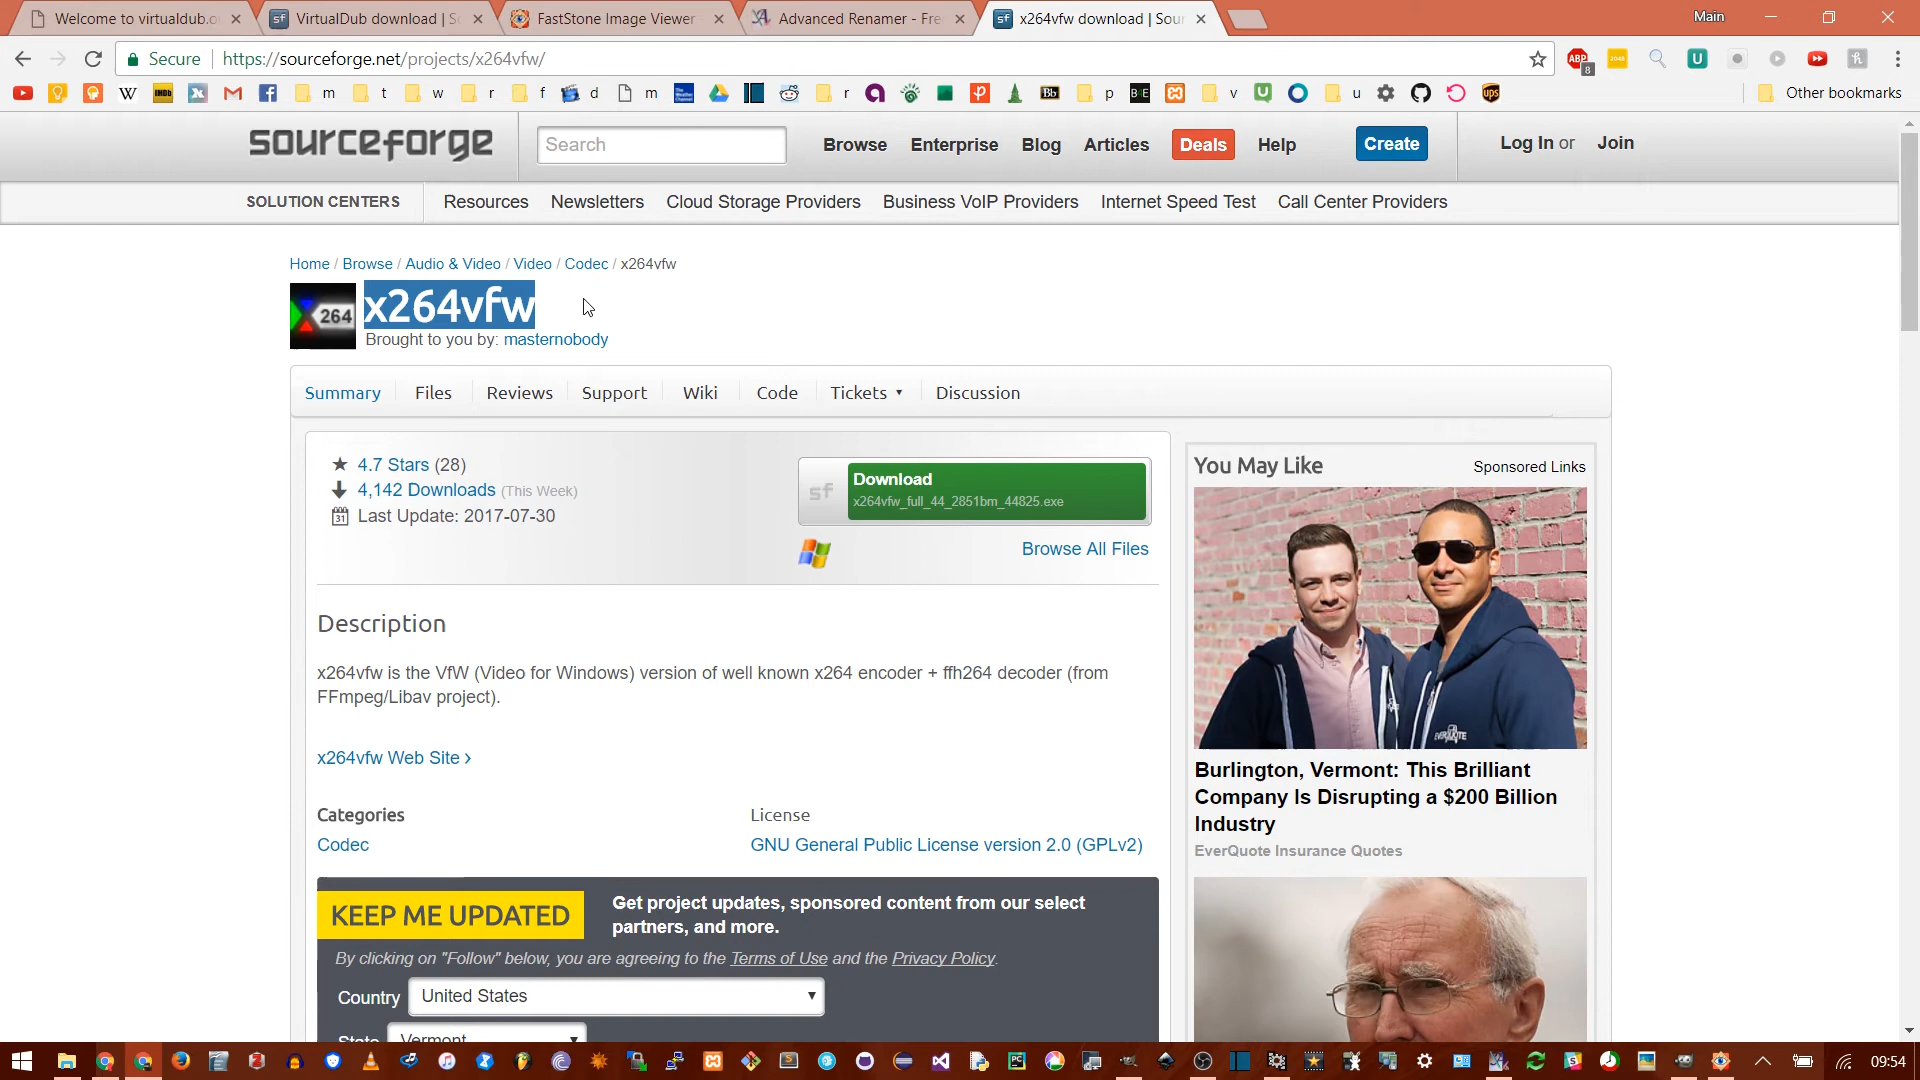 Welcome to virtualdub.o
VirtualDub download | S
FastStone Image Viewer -
Advanced Renamer - Fre
x264vfw download | Sou
Main
Secure
https://sourceforge.net/projects/x264vfw/
ABP
8
m
t
w
r
f
d
m
r
p
v
u
Other bookmarks
sourceforge
Search
Browse
Enterprise
Blog
Articles
Deals
Help
Create
Log In or Join
SOLUTION CENTERS
Resources
Newsletters
Cloud Storage Providers
Business VoIP Providers
Internet Speed Test
Call Center Providers
Home / Browse / Audio & Video / Video / Codec / x264vfw
264
x264vfw
Brought to you by: masternobody
Summary
Files
Reviews
Support
Wiki
Code
Tickets
Discussion
4.7 Stars (28)
4,142 Downloads (This Week)
Last Update: 2017-07-30
sf
Download
x264vfw_full_44_2851bm_44825.exe
Browse All Files
Description
x264vfw is the VfW (Video for Windows) version of well known x264 encoder + ffh264 decoder (from
FFmpeg/Libav project).
x264vfw Web Site ›
Categories
Codec
License
GNU General Public License version 2.0 (GPLv2)
KEEP ME UPDATED
Get project updates, sponsored content from our select
partners, and more.
By clicking on "Follow" below, you are agreeing to the Terms of Use and the Privacy Policy.
Country
United States
State
Vermont
You May Like
Sponsored Links
EVERQUOTE
Burlington, Vermont: This Brilliant
Company Is Disrupting a $200 Billion
Industry
EverQuote Insurance Quotes
09:54